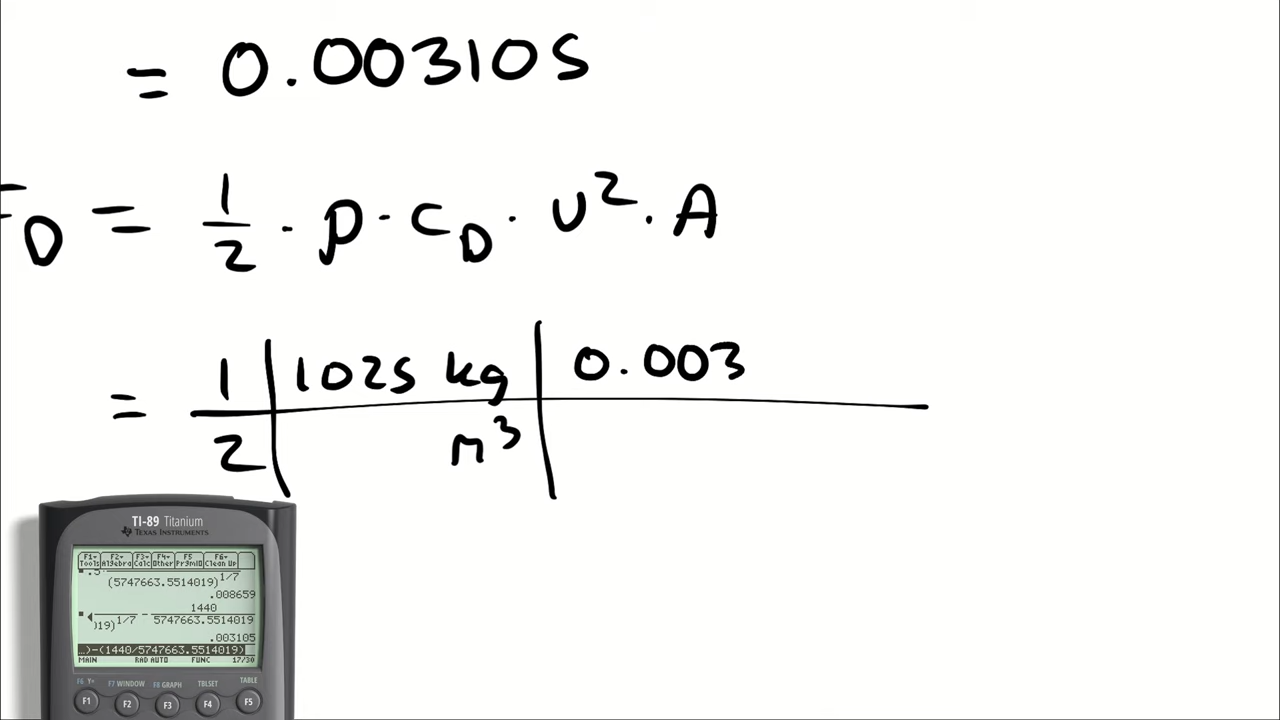 = 0.003105
F_D = 1/2 · ρ · C_D · U² · A
= 1/2 | 1025 kg / m³ | 0.003
TI-89 Titanium
TEXAS INSTRUMENTS
F1▾ Tools F2▾ Algebra F3▾ Calc F4▾ Other F5 PrgmIO F6▾ Clean Up
(5747663.5514019)^1/7
.008659
◀)19)^1/7 − 1440/5747663.5514019
.003105
…)-(1440/5747663.5514019)
MAIN RAD AUTO FUNC 17/30
F6 Y= F7 WINDOW F8 GRAPH TBLSET TABLE
F1 F2 F3 F4 F5